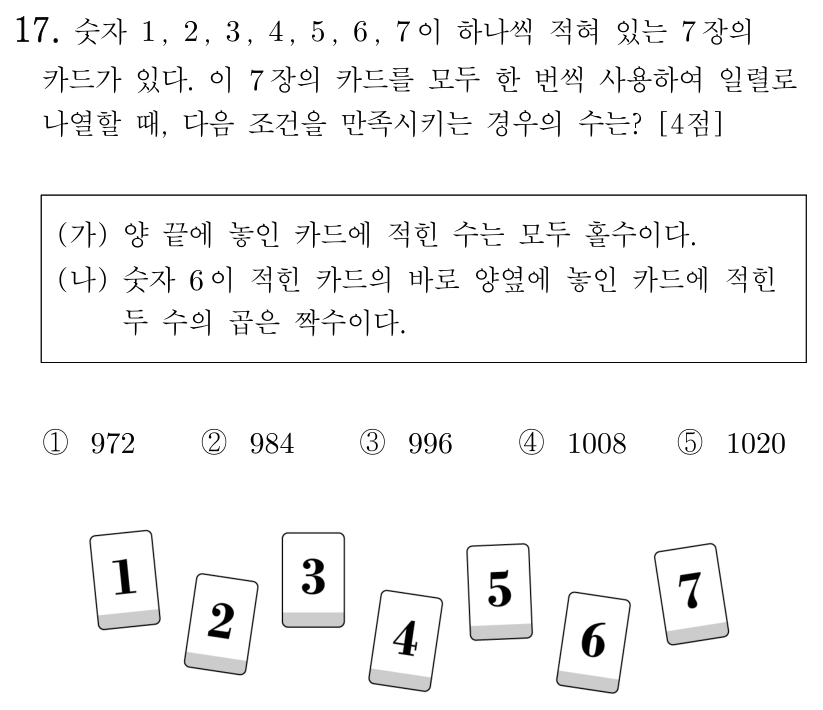 17. 숫자 1, 2, 3, 4, 5, 6, 7이 하나씩 적혀 있는 7장의
카드가 있다. 이 7장의 카드를 모두 한 번씩 사용하여 일렬로
나열할 때, 다음 조건을 만족시키는 경우의 수는? [4점]
(가) 양 끝에 놓인 카드에 적힌 수는 모두 홀수이다.
(나) 숫자 6이 적힌 카드의 바로 양옆에 놓인 카드에 적힌
두 수의 곱은 짝수이다.
① 972 ② 984 ③ 996 ④ 1008 ⑤ 1020
1 2 3 4 5 6 7